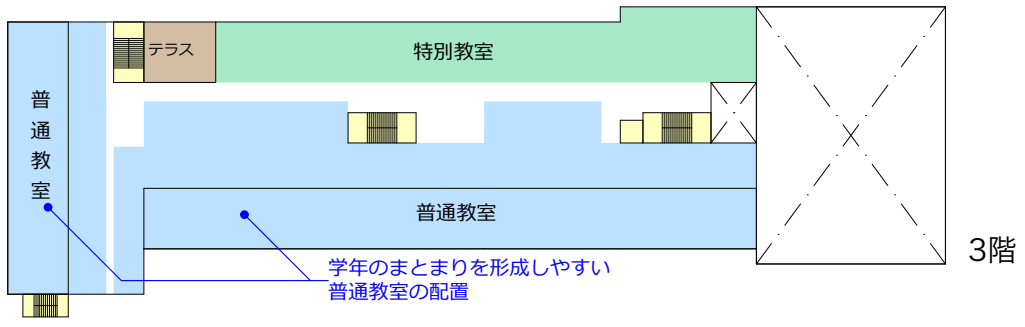 テラス
特別教室
普通教室
普通教室
3階
学年のまとまりを形成しやすい
普通教室の配置